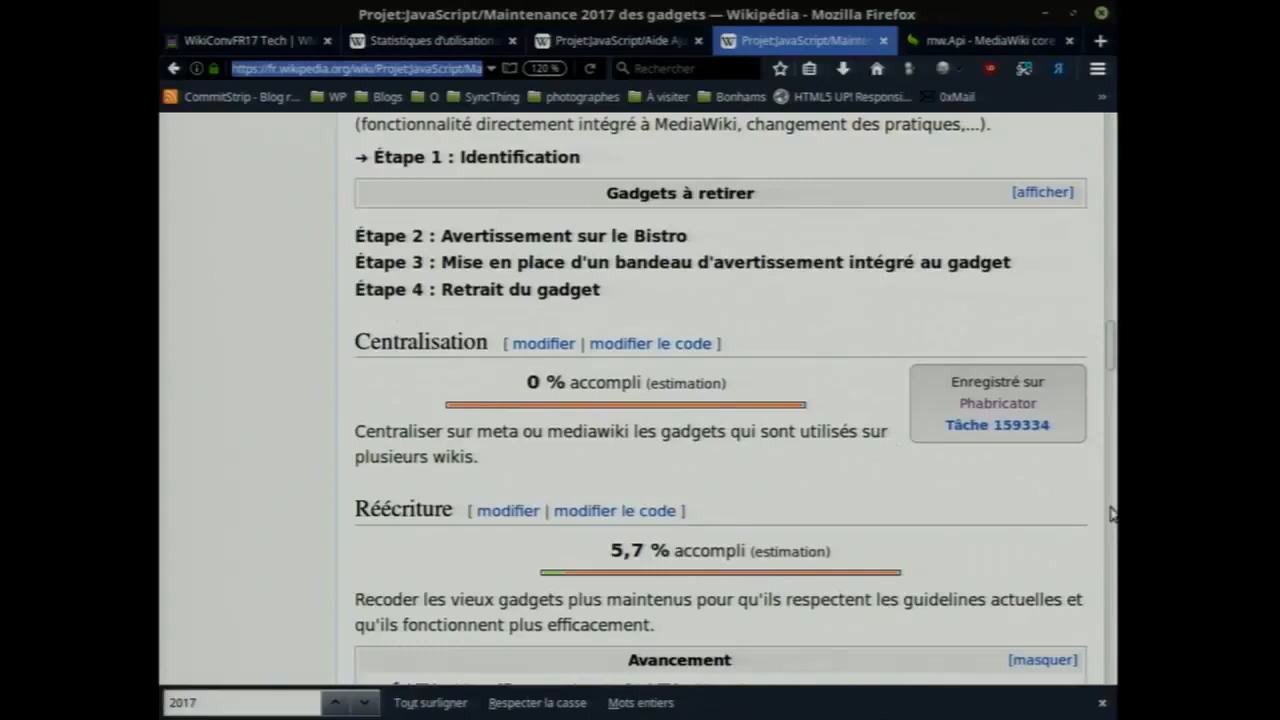 Projet:JavaScript/Maintenance 2017 des gadgets — Wikipédia - Mozilla Firefox
WikiConvFR17 Tech | Wi
Statistiques d'utilisation
Projet:JavaScript/Aide Aj
Projet:JavaScript/Mainte
mw.Api - MediaWiki core
https://fr.wikipedia.org/wiki/Projet:JavaScript/Ma
120 %
Rechercher
CommitStrip - Blog r... WP Blogs O SyncThing photographes À visiter Bonhams HTML5 UP! Responsi... 0xMail
(fonctionnalité directement intégré à MediaWiki, changement des pratiques,...).
→ Étape 1 : Identification
Gadgets à retirer [afficher]
Étape 2 : Avertissement sur le Bistro
Étape 3 : Mise en place d'un bandeau d'avertissement intégré au gadget
Étape 4 : Retrait du gadget
Centralisation [ modifier | modifier le code ]
0 % accompli (estimation)
Enregistré sur
Phabricator
Tâche 159334
Centraliser sur meta ou mediawiki les gadgets qui sont utilisés sur
plusieurs wikis.
Réécriture [ modifier | modifier le code ]
5,7 % accompli (estimation)
Recoder les vieux gadgets plus maintenus pour qu'ils respectent les guidelines actuelles et
qu'ils fonctionnent plus efficacement.
Avancement [masquer]
2017 Tout surligner Respecter la casse Mots entiers